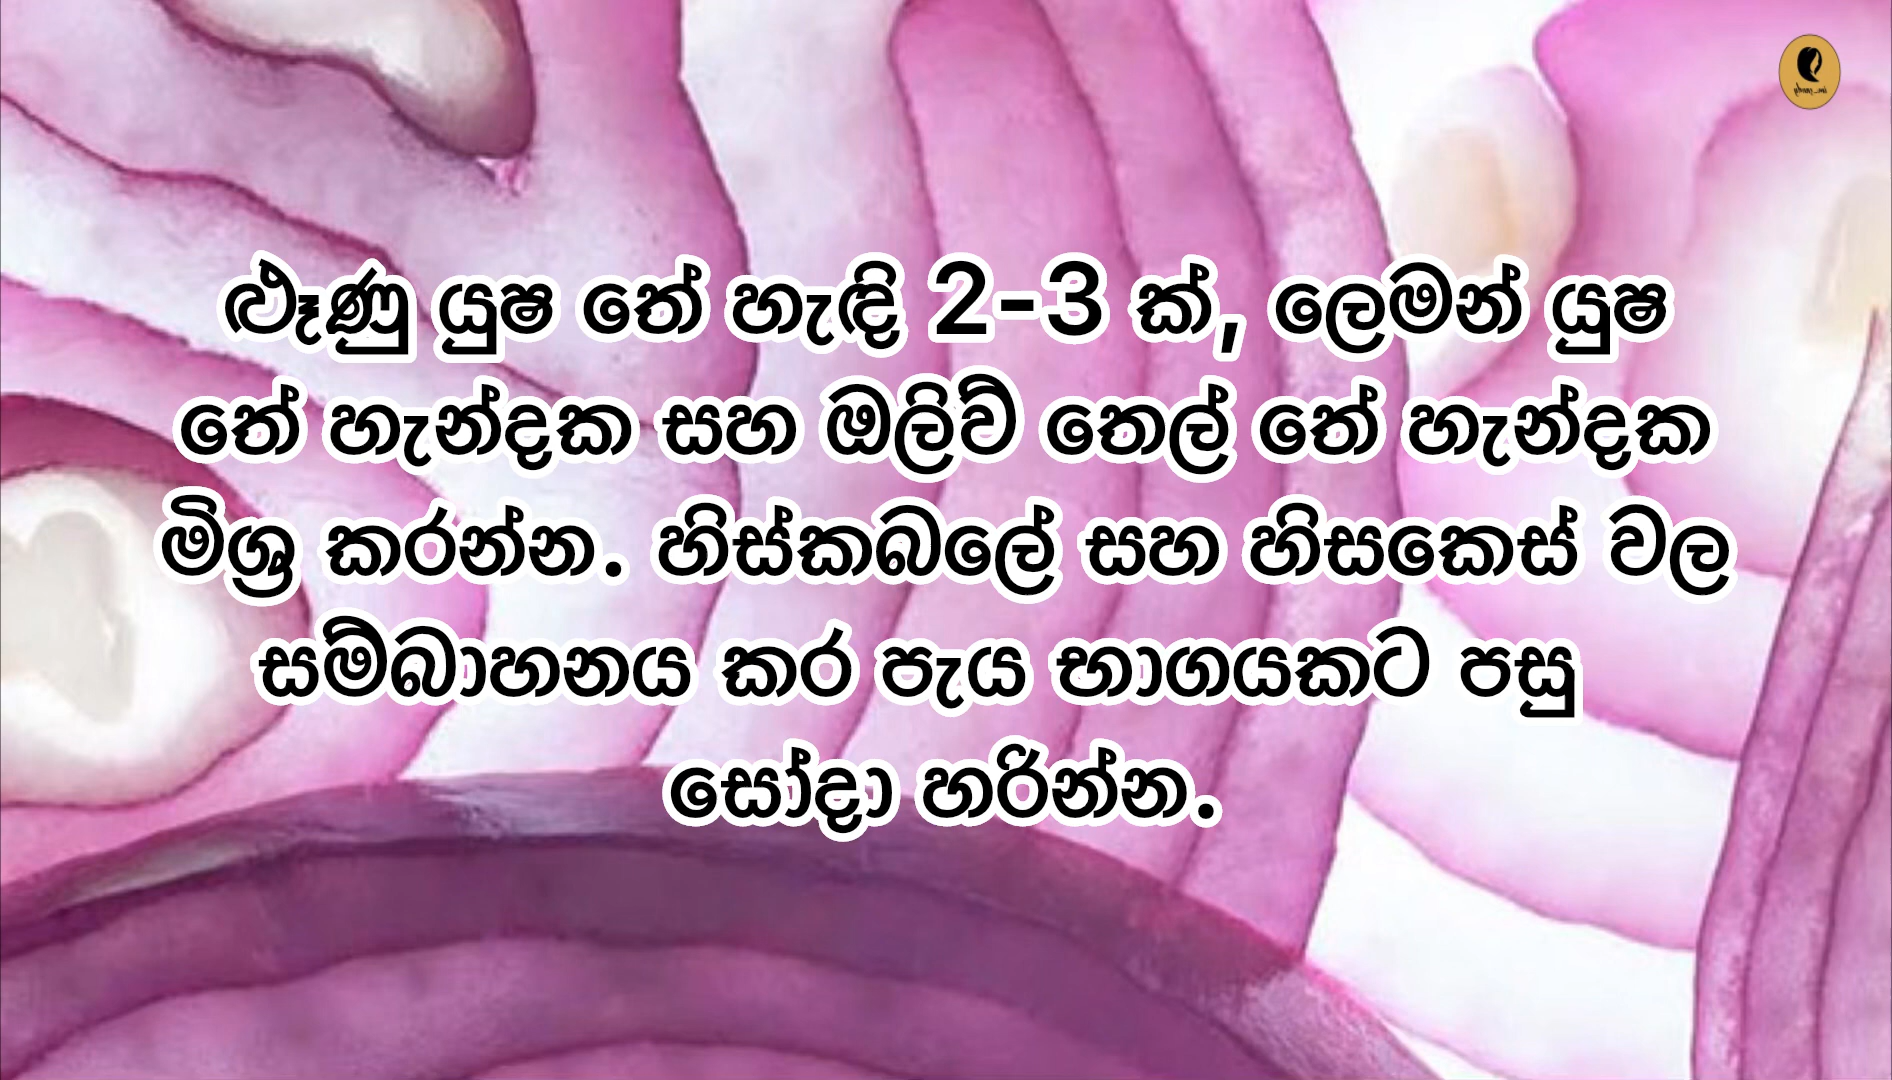 ළූණු යුෂ තේ හැඳි 2-3 ක්, ලෙමන් යුෂ
තේ හැන්දක සහ ඔලිව් තෙල් තේ හැන්දක
මිශ්‍ර කරන්න. හිස්කබලේ සහ හිසකෙස් වල
සම්බාහනය කර පැය භාගයකට පසු
සෝදා හරින්න.